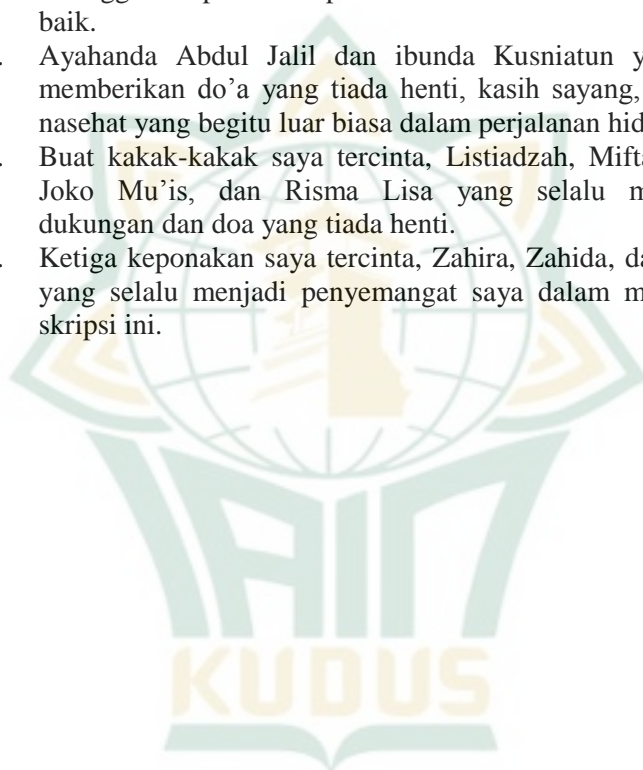 baik.
. Ayahanda Abdul Jalil dan ibunda Kusniatun
memberikan do’a yang tiada henti, kasih sayang,
nasehat yang begitu luar biasa dalam perjalanan
. Buat kakak-kakak saya tercinta, Listiadzah,
Joko Mu’is, dan Risma Lisa yang selalu
dukungan dan doa yang tiada henti.
. Ketiga keponakan saya tercinta, Zahira, Zahida,
yang selalu menjadi penyemangat saya dalam
skripsi ini.
IAIN
KUDUS